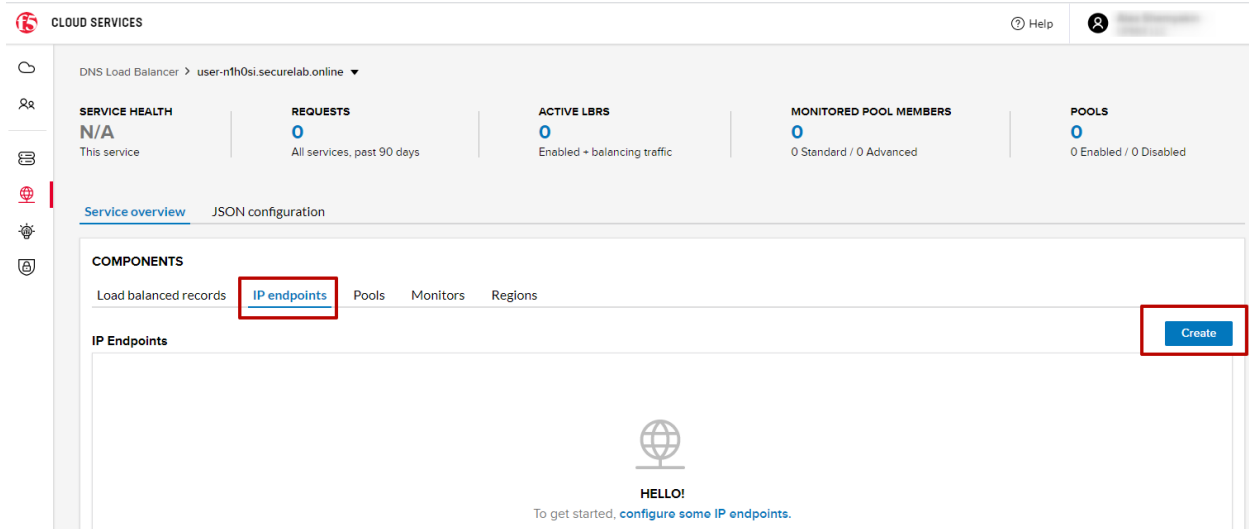 f5 CLOUD SERVICES
Help
DNS Load Balancer > user-n1h0si.securelab.online
SERVICE HEALTH
N/A
This service
REQUESTS
0
All services, past 90 days
ACTIVE LBRS
0
Enabled + balancing traffic
MONITORED POOL MEMBERS
0
0 Standard / 0 Advanced
POOLS
0
0 Enabled / 0 Disabled
Service overview JSON configuration
COMPONENTS
Load balanced records IP endpoints Pools Monitors Regions
Create
IP Endpoints
HELLO!
To get started, configure some IP endpoints.